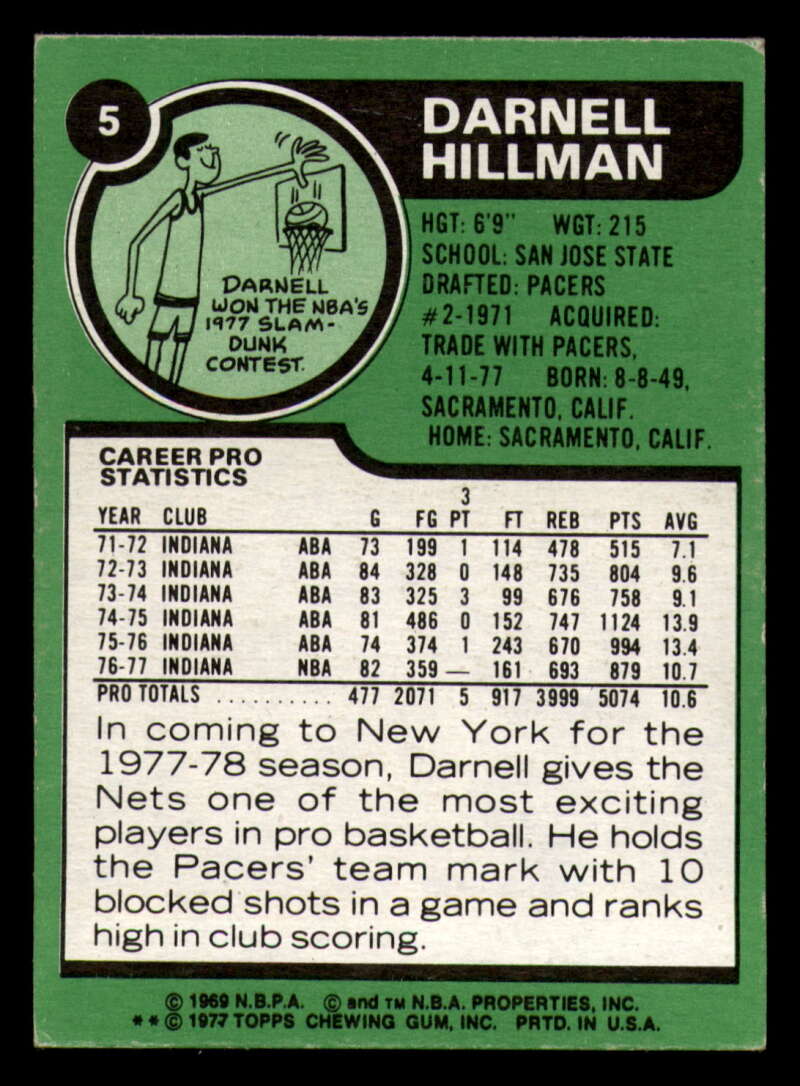 5
DARNELL
HILLMAN
HGT: 6'9" WGT: 215
SCHOOL: SAN JOSE STATE
DRAFTED: PACERS
#2-1971 ACQUIRED:
TRADE WITH PACERS,
4-11-77 BORN: 8-8-49,
SACRAMENTO, CALIF.
HOME: SACRAMENTO, CALIF.
DARNELL
WON THE NBA'S
1977 SLAM-
DUNK
CONTEST.
CAREER PRO
STATISTICS
YEAR CLUB G FG 3 PT FT REB PTS AVG
71-72 INDIANA ABA 73 199 1 114 478 515 7.1
72-73 INDIANA ABA 84 328 0 148 735 804 9.6
73-74 INDIANA ABA 83 325 3 99 676 758 9.1
74-75 INDIANA ABA 81 486 0 152 747 1124 13.9
75-76 INDIANA ABA 74 374 1 243 670 994 13.4
76-77 INDIANA NBA 82 359 — 161 693 879 10.7
PRO TOTALS .......... 477 2071 5 917 3999 5074 10.6
In coming to New York for the
1977-78 season, Darnell gives the
Nets one of the most exciting
players in pro basketball. He holds
the Pacers' team mark with 10
blocked shots in a game and ranks
high in club scoring.
© 1969 N.B.P.A. © and TM N.B.A. PROPERTIES, INC.
**© 1977 TOPPS CHEWING GUM, INC. PRTD. IN U.S.A.